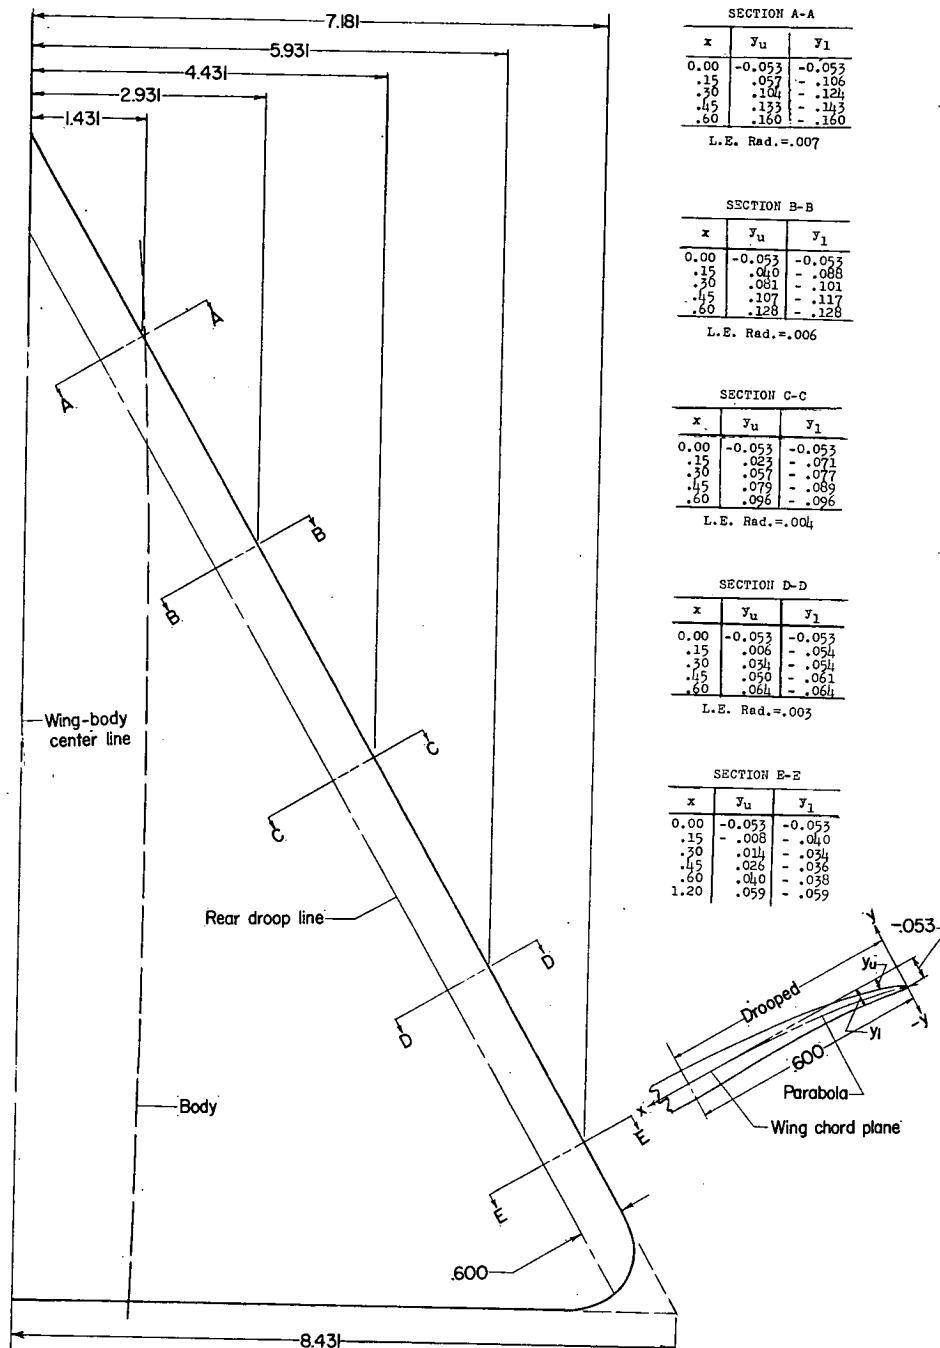 7.181
5.931
4.431
2.931
1.431
SECTION A-A
x yu yl
0.00 -0.053 -0.053
.15 .057 - .106
.30 .104 - .124
.45 .133 - .143
.60 .160 - .160
L.E. Rad.=.007
SECTION B-B
x yu yl
0.00 -0.053 -0.053
.15 .040 - .088
.30 .081 - .101
.45 .107 - .117
.60 .128 - .128
L.E. Rad.=.006
SECTION C-C
x yu yl
0.00 -0.053 -0.053
.15 .023 - .071
.30 .057 - .077
.45 .079 - .089
.60 .096 - .096
L.E. Rad.=.004
SECTION D-D
x yu yl
0.00 -0.053 -0.053
.15 .006 - .054
.30 .034 - .054
.45 .050 - .061
.60 .064 - .064
L.E. Rad.=.003
SECTION E-E
x yu yl
0.00 -0.053 -0.053
.15 - .008 - .040
.30 .014 - .034
.45 .026 - .036
.60 .040 - .038
1.20 .059 - .059
A
A
B
B
Wing-body
center line
C
C
Rear droop line
D
D
Body
E
E
.600
8.431
y
-.053
yu
Drooped
-y
yl
.600
Parabola
x
Wing chord plane